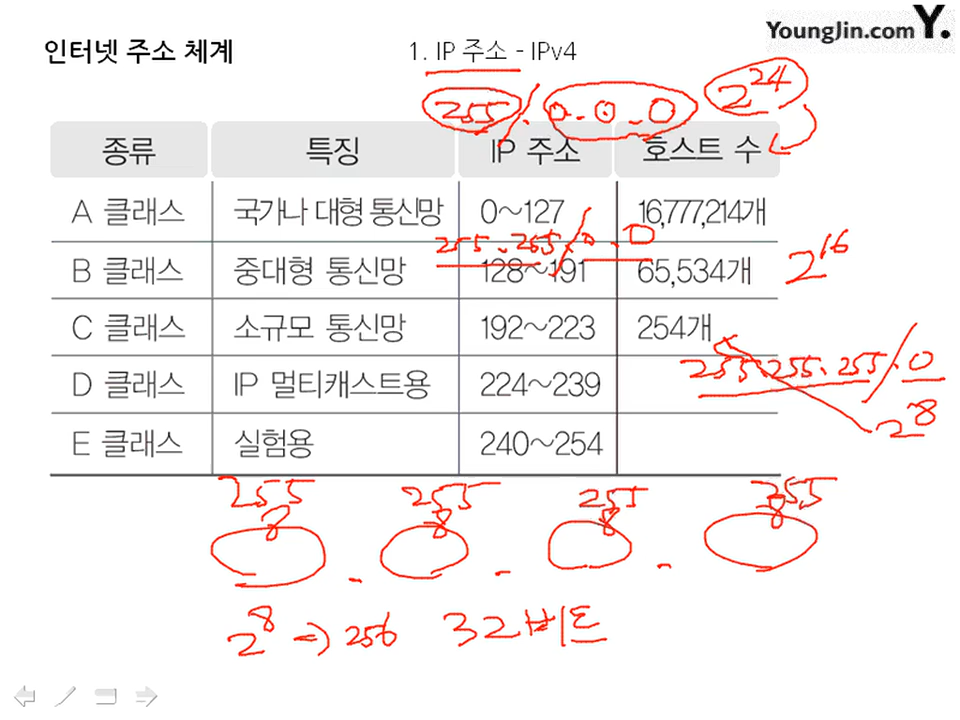 YoungJin.com Y.
인터넷 주소 체계
1. IP 주소 - IPv4
255 . 0 . 0 . 0
2^24
종류 특징 IP 주소 호스트 수
A 클래스 국가나 대형 통신망 0~127 16,777,214개
255 . 255 . 0 . 0
B 클래스 중대형 통신망 128~191 65,534개
2^16
C 클래스 소규모 통신망 192~223 254개
255 . 255 . 255 . 0
D 클래스 IP 멀티캐스트용 224~239
2^8
E 클래스 실험용 240~254
255 255 255 255
8 8 8 8
2^8 => 256 32비트